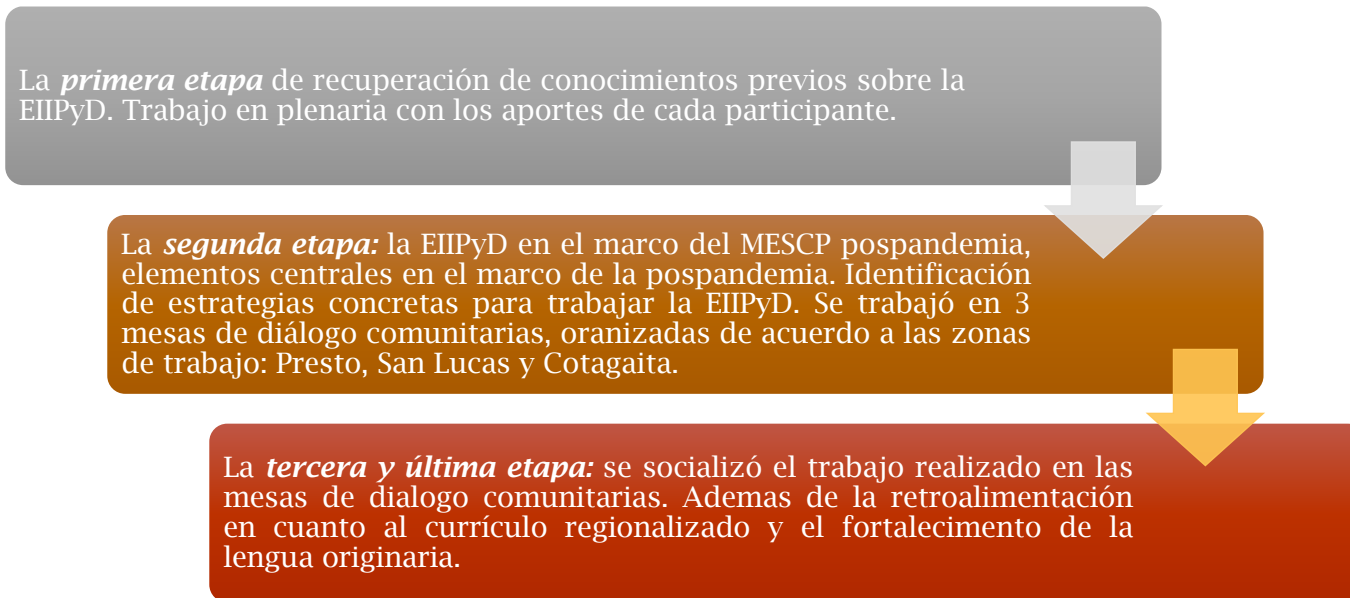 La primera etapa de recuperación de conocimientos previos sobre la
EIIPyD. Trabajo en plenaria con los aportes de cada participante.
La segunda etapa: la EIIPyD en el marco del MESCP pospandemia,
elementos centrales en el marco de la pospandemia. Identificación
de estrategias concretas para trabajar la EIIPyD. Se trabajó en 3
mesas de diálogo comunitarias, oranizadas de acuerdo a las zonas
de trabajo: Presto, San Lucas y Cotagaita.
La tercera y última etapa: se socializó el trabajo realizado en las
mesas de dialogo comunitarias. Ademas de la retroalimentación
en cuanto al currículo regionalizado y el fortalecimento de la
lengua originaria.